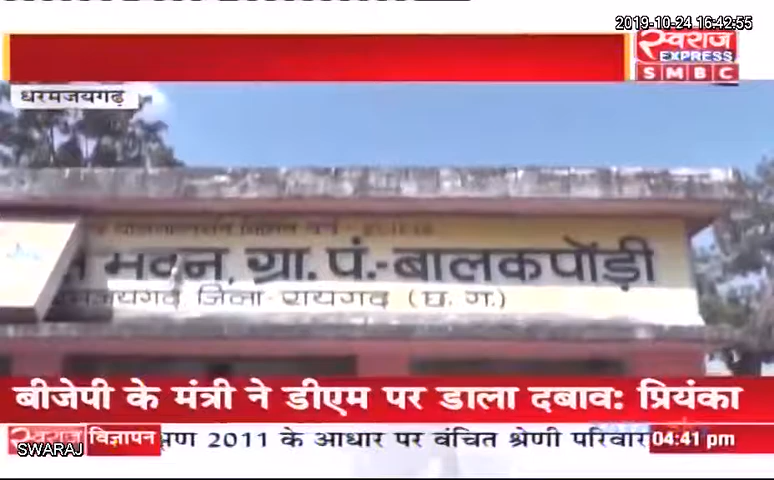 2019-10-24 16:42:55
स्वराज
EXPRESS
SMBC
धरमजयगढ़
भवन, ग्रा. पं.-बालकपोंड़ी
जिला-रायगढ़ (छ. ग.)
बीजेपी के मंत्री ने डीएम पर डाला दबाव: प्रियंका
स्वराज विज्ञापन
2011 के आधार पर वंचित श्रेणी परिवार
04:41 pm
SWARAJ